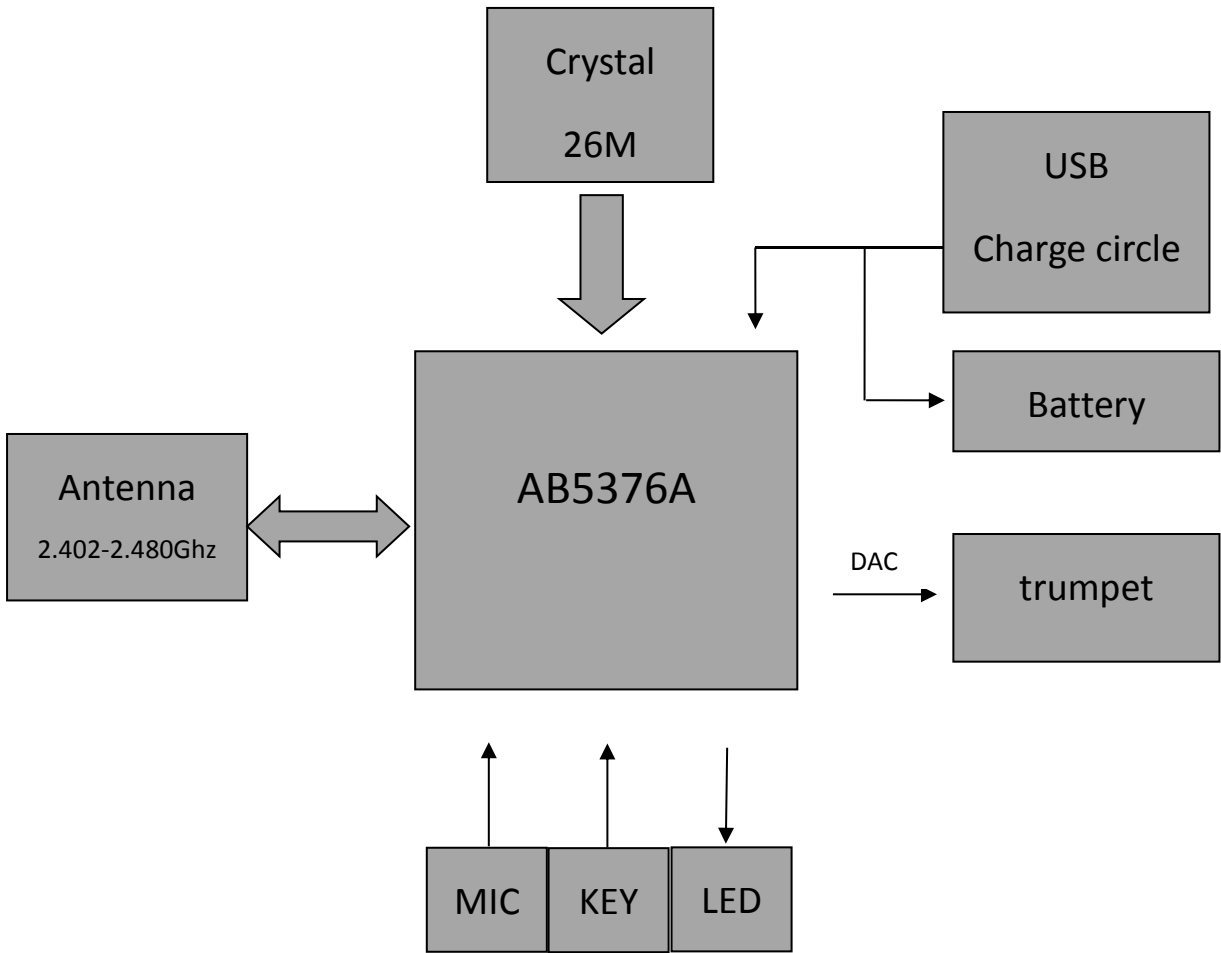 Crystal
26M
USB
Charge circle
Battery
AB5376A
Antenna
2.402-2.480Ghz
DAC
trumpet
MIC
KEY
LED